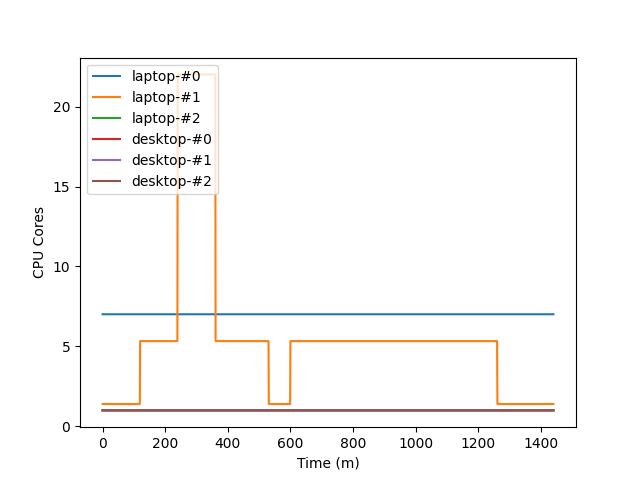 laptop-#0
laptop-#1
laptop-#2
desktop-#0
desktop-#1
desktop-#2
CPU Cores
20
15
10
5
0
0 200 400 600 800 1000 1200 1400
Time (m)